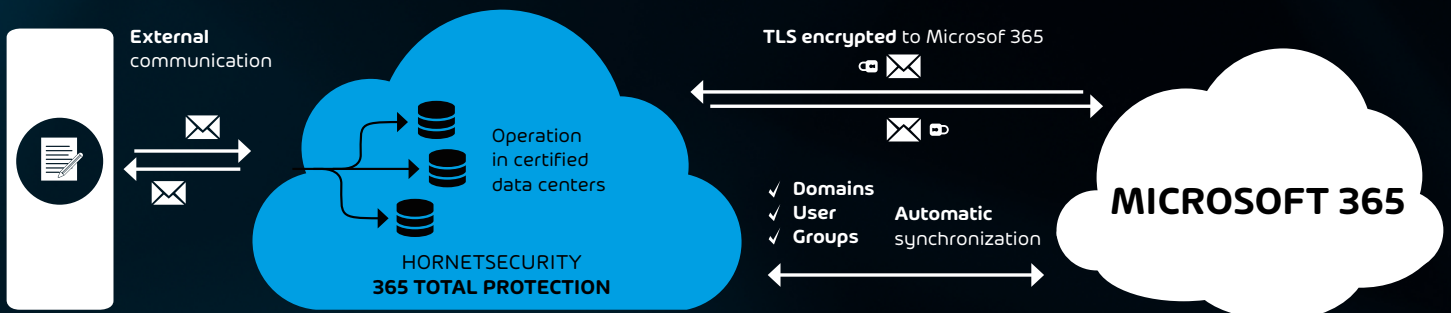 External
communication
Operation
in certified
data centers
HORNETSECURITY
365 TOTAL PROTECTION
TLS encrypted to Microsof 365
Domains
User
Groups
Automatic
synchronization
MICROSOFT 365